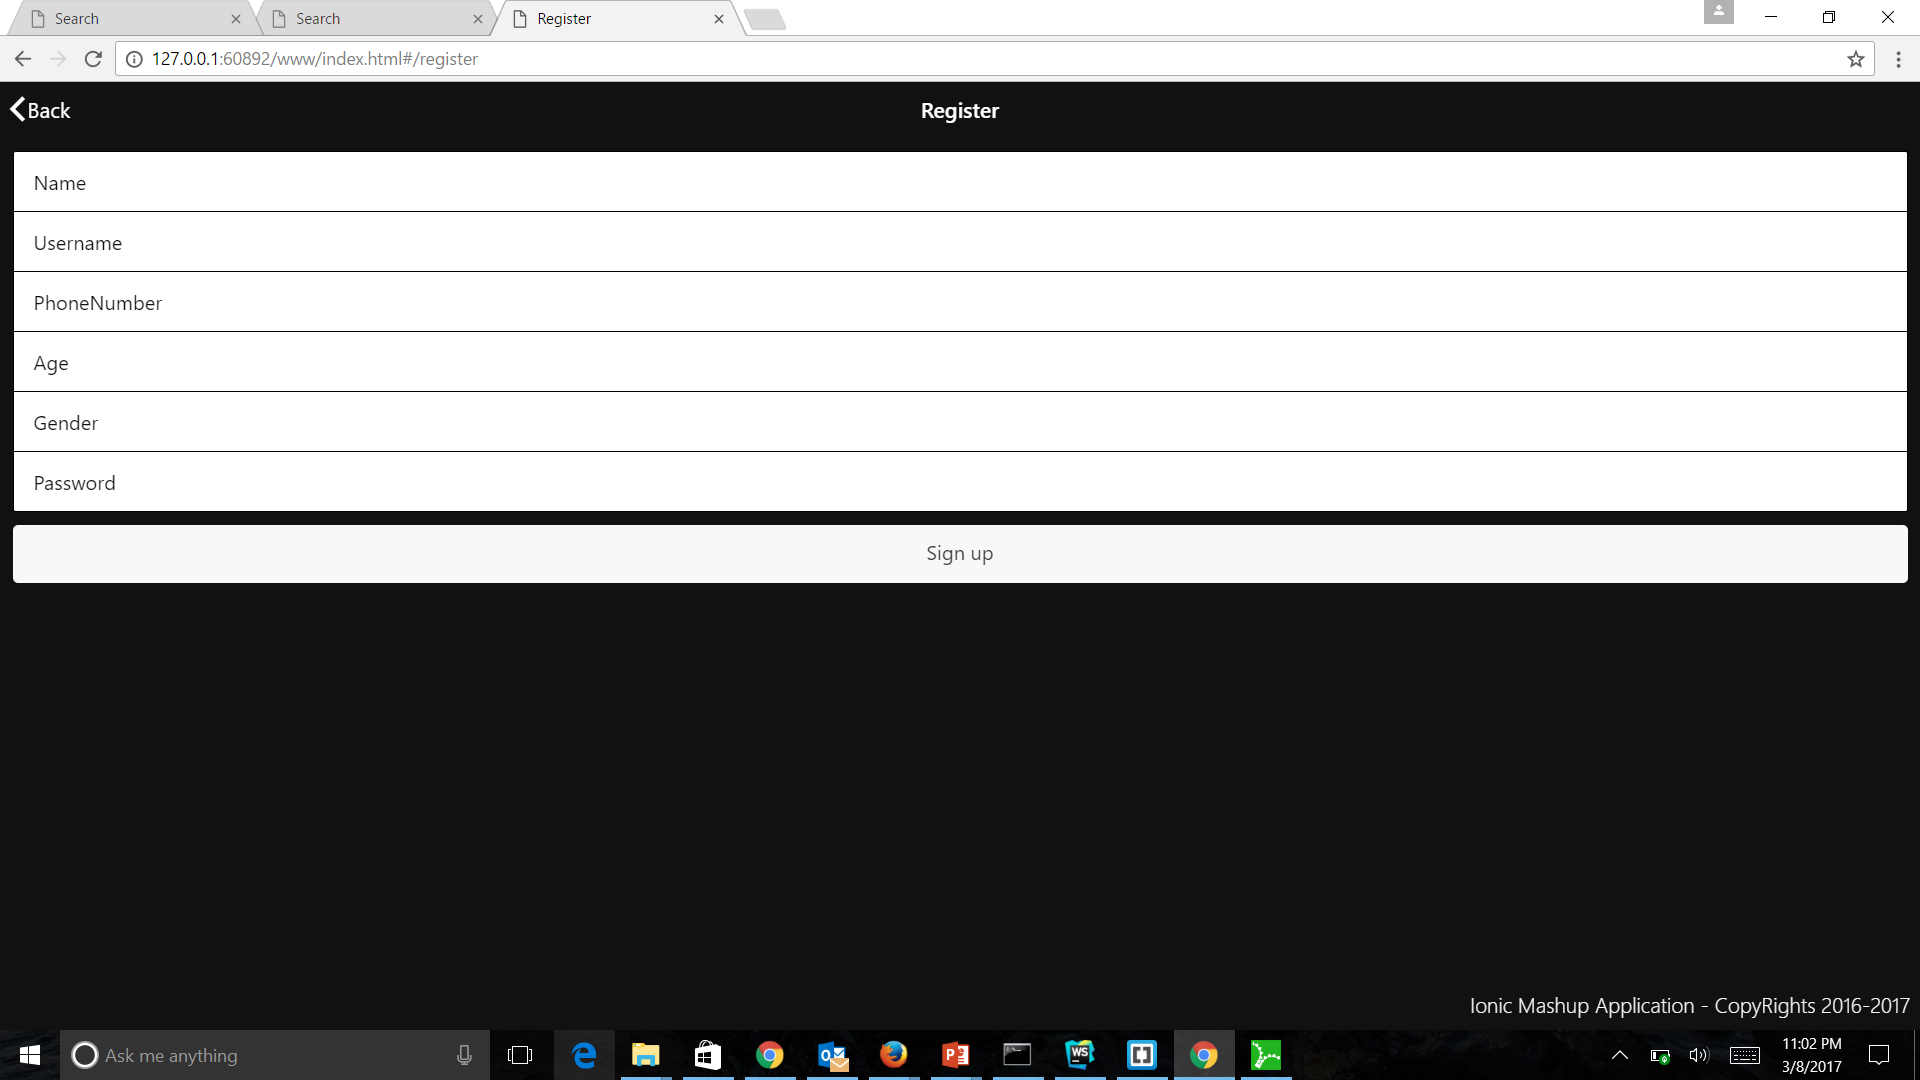 Search
Search
Register
127.0.0.1:60892/www/index.html#/register
Back
Register
Name
Username
PhoneNumber
Age
Gender
Password
Sign up
Ionic Mashup Application - CopyRights 2016-2017
Ask me anything
WS
11:02 PM
3/8/2017